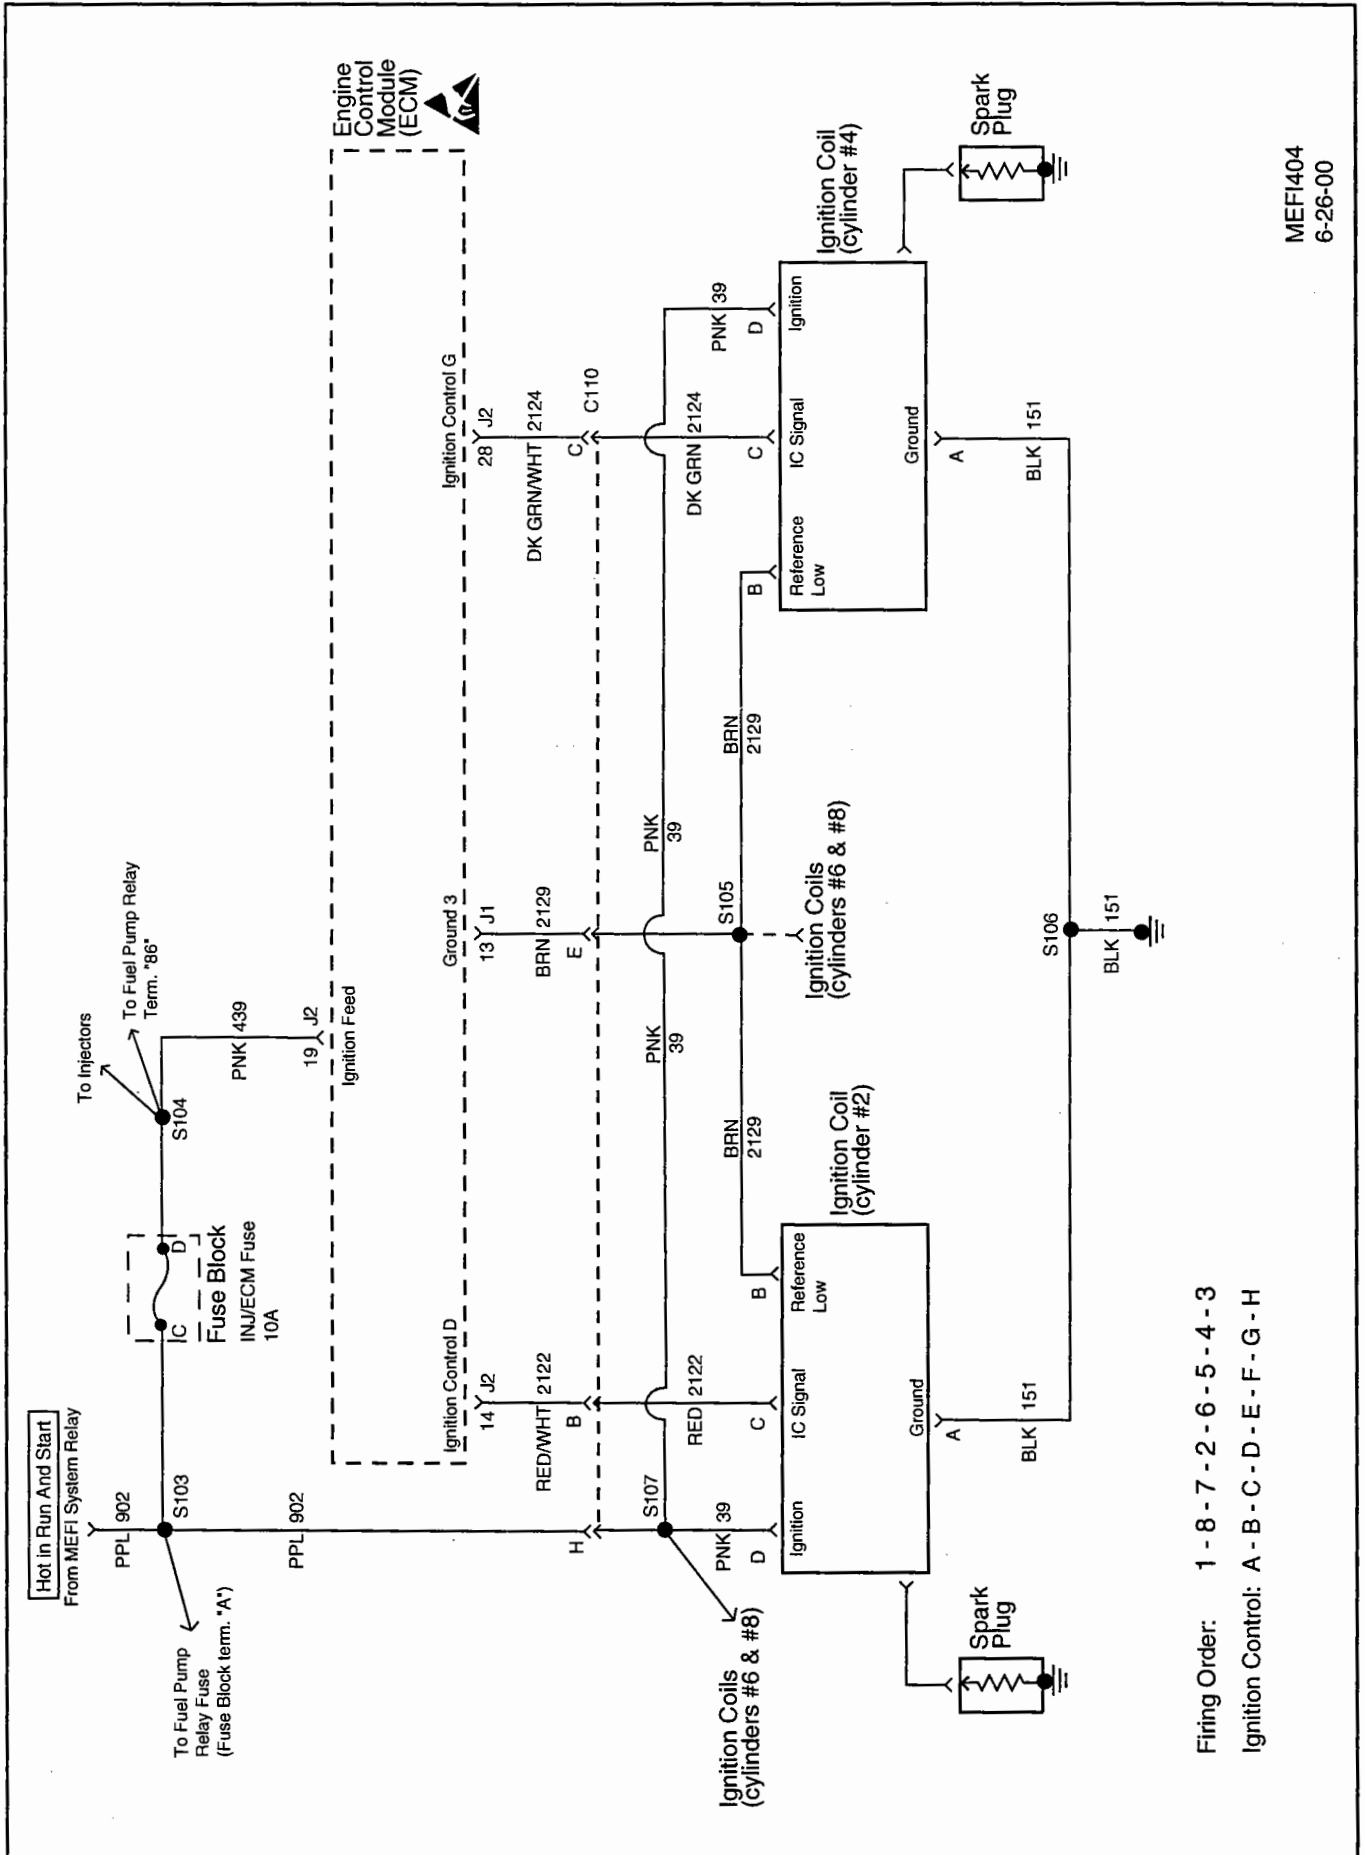 Hot in Run And Start
From MEFI System Relay
PPL 902
S103
To Fuel Pump
Relay Fuse
(Fuse Block term. "A")
PPL 902
H
C
D
Fuse Block
INJ/ECM Fuse
10A
S104
To Injectors
To Fuel Pump Relay
Term. "86"
PNK 439
19 J2
Ignition Feed
Engine
Control
Module
(ECM)
Ignition Control D
14 J2
RED/WHT 2122
B
RED 2122
Ground 3
13 J1
BRN 2129
E
Ignition Control G
28 J2
DK GRN/WHT 2124
C
C110
DK GRN 2124
S107
PNK 39
D
PNK
39
PNK
39
PNK 39
D
Ignition Coils
(cylinders #6 & #8)
BRN
2129
S105
BRN
2129
Ignition Coils
(cylinders #6 & #8)
C
B
Ignition
IC Signal
Reference
Low
Ground
Ignition Coil
(cylinder #2)
B
C
Reference
Low
IC Signal
Ignition
Ground
Ignition Coil
(cylinder #4)
A
BLK 151
S106
BLK 151
A
BLK 151
Spark
Plug
Spark
Plug
Firing Order: 1 - 8 - 7 - 2 - 6 - 5 - 4 - 3
Ignition Control: A - B - C - D - E - F - G - H
MEFI404
6-26-00